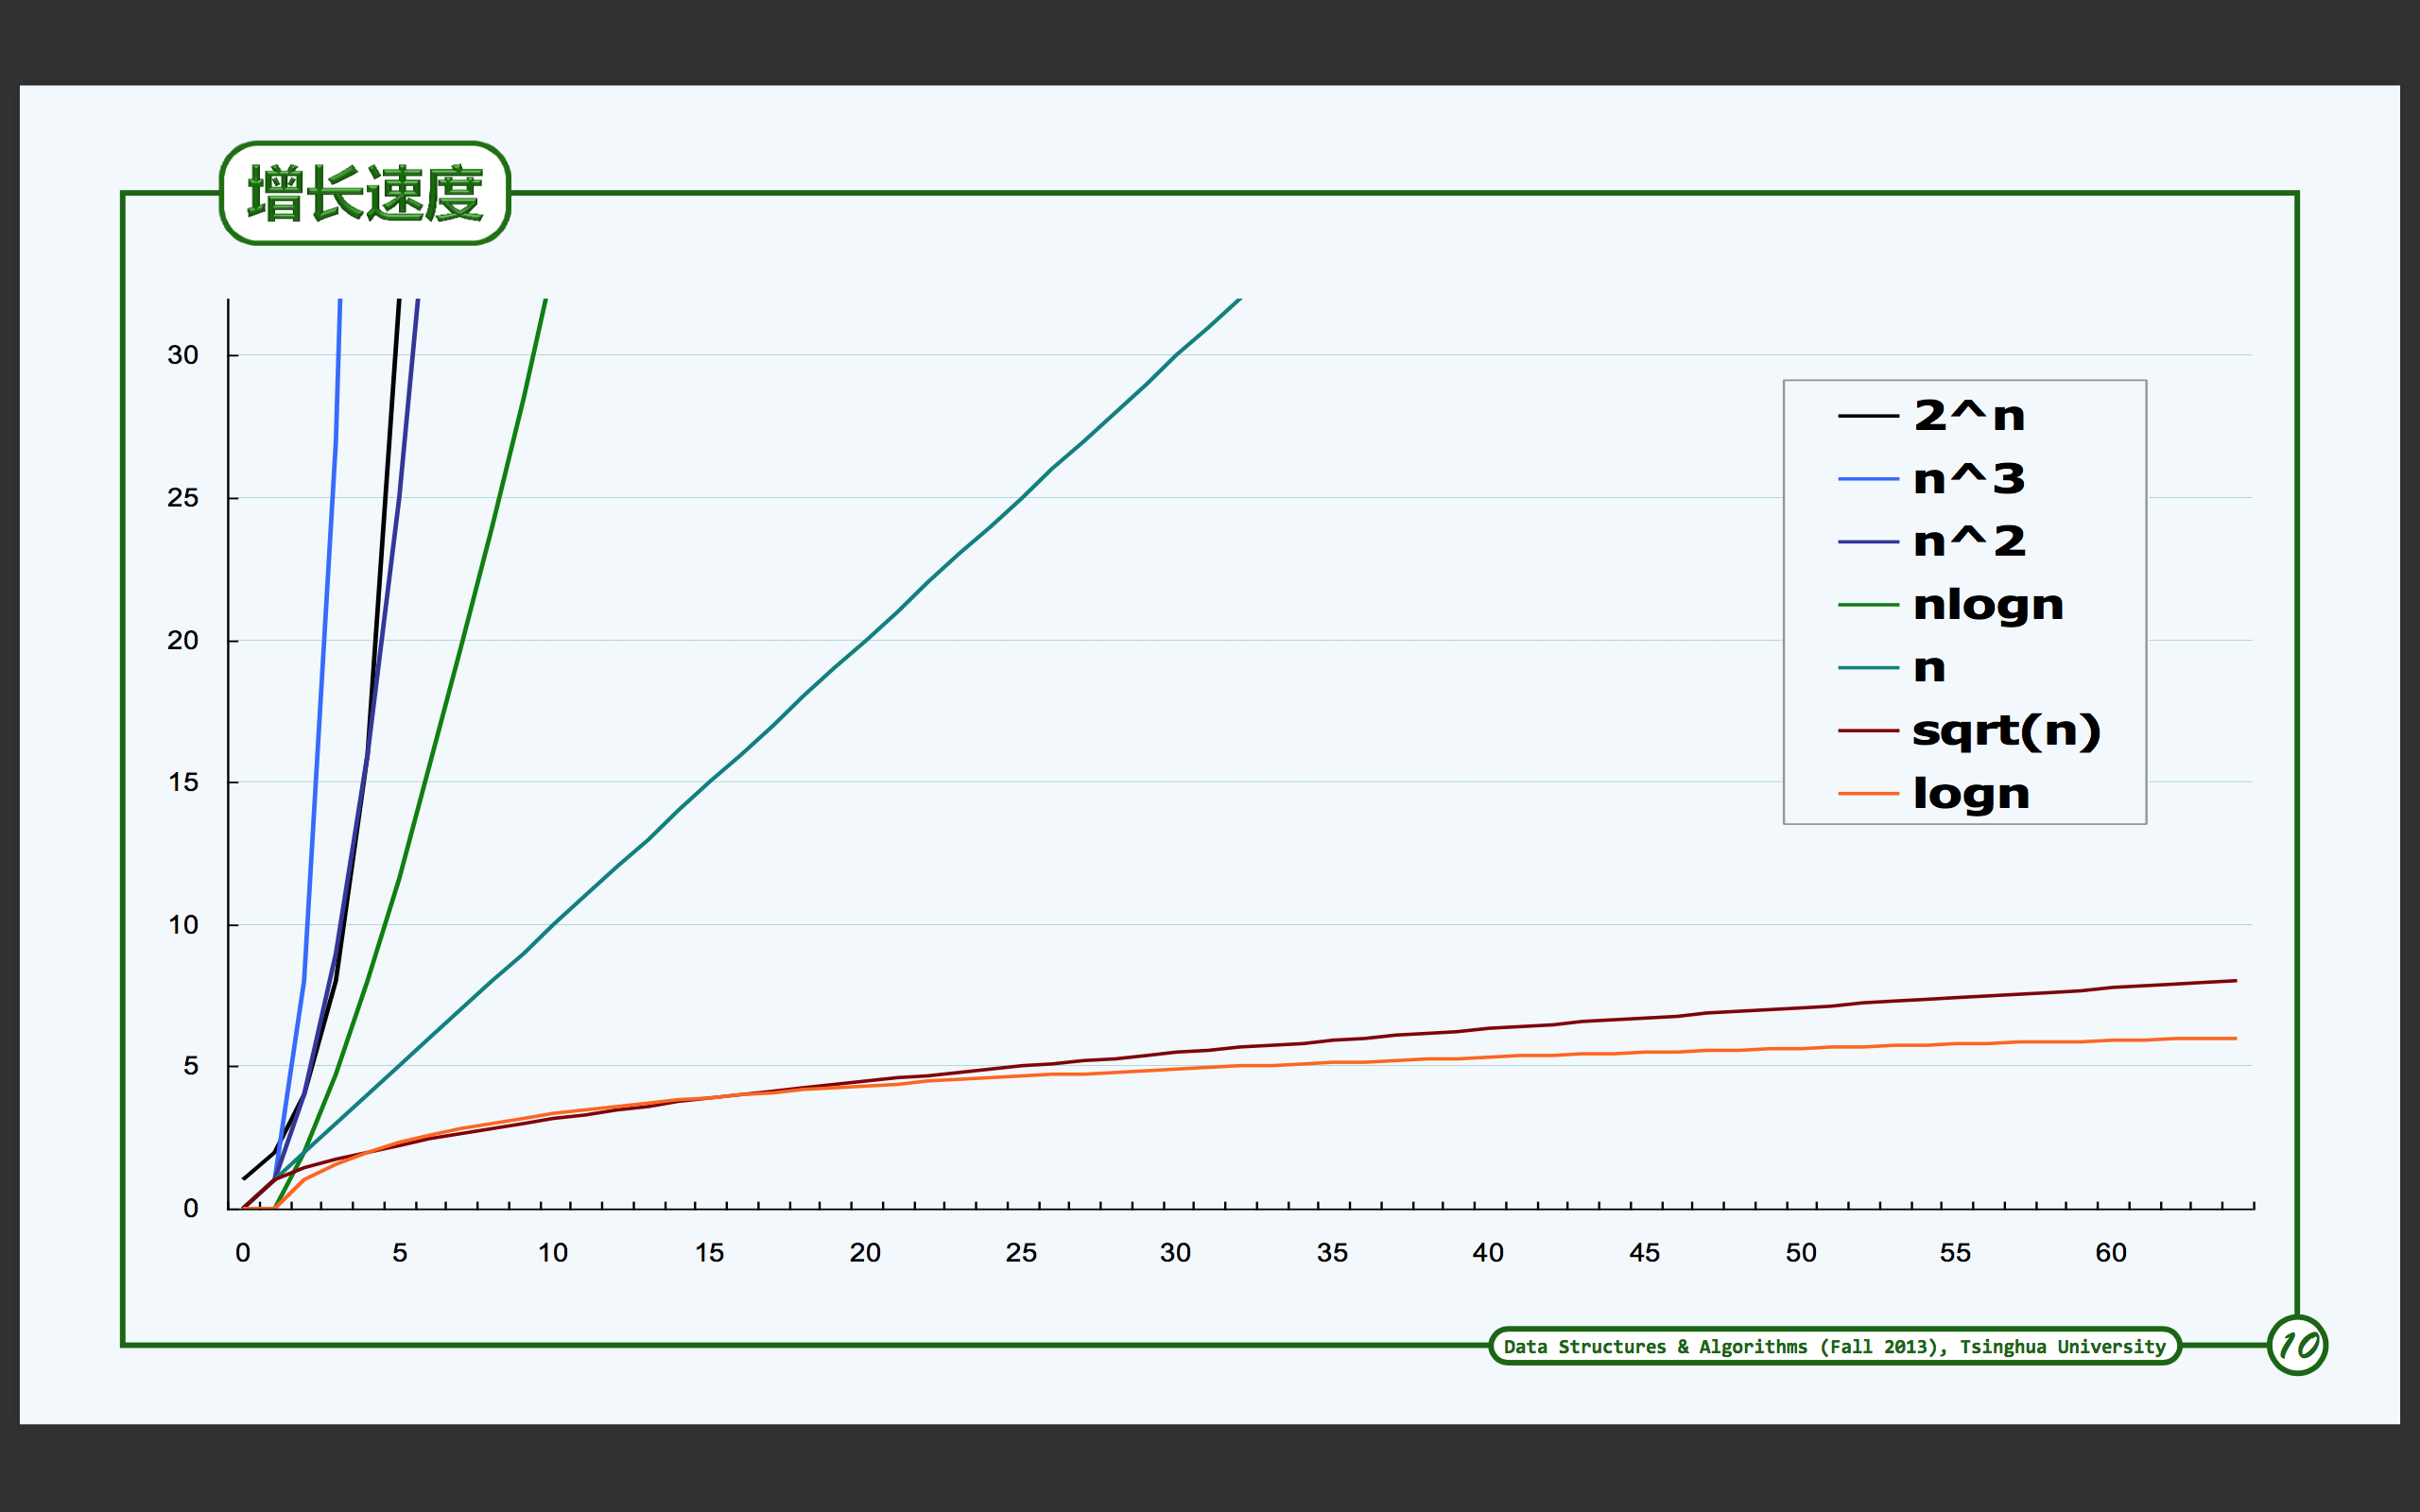 增长速度
30
25
20
15
10
5
0
0 5 10 15 20 25 30 35 40 45 50 55 60
2^n
n^3
n^2
nlogn
n
sqrt(n)
logn
Data Structures & Algorithms (Fall 2013), Tsinghua University
10